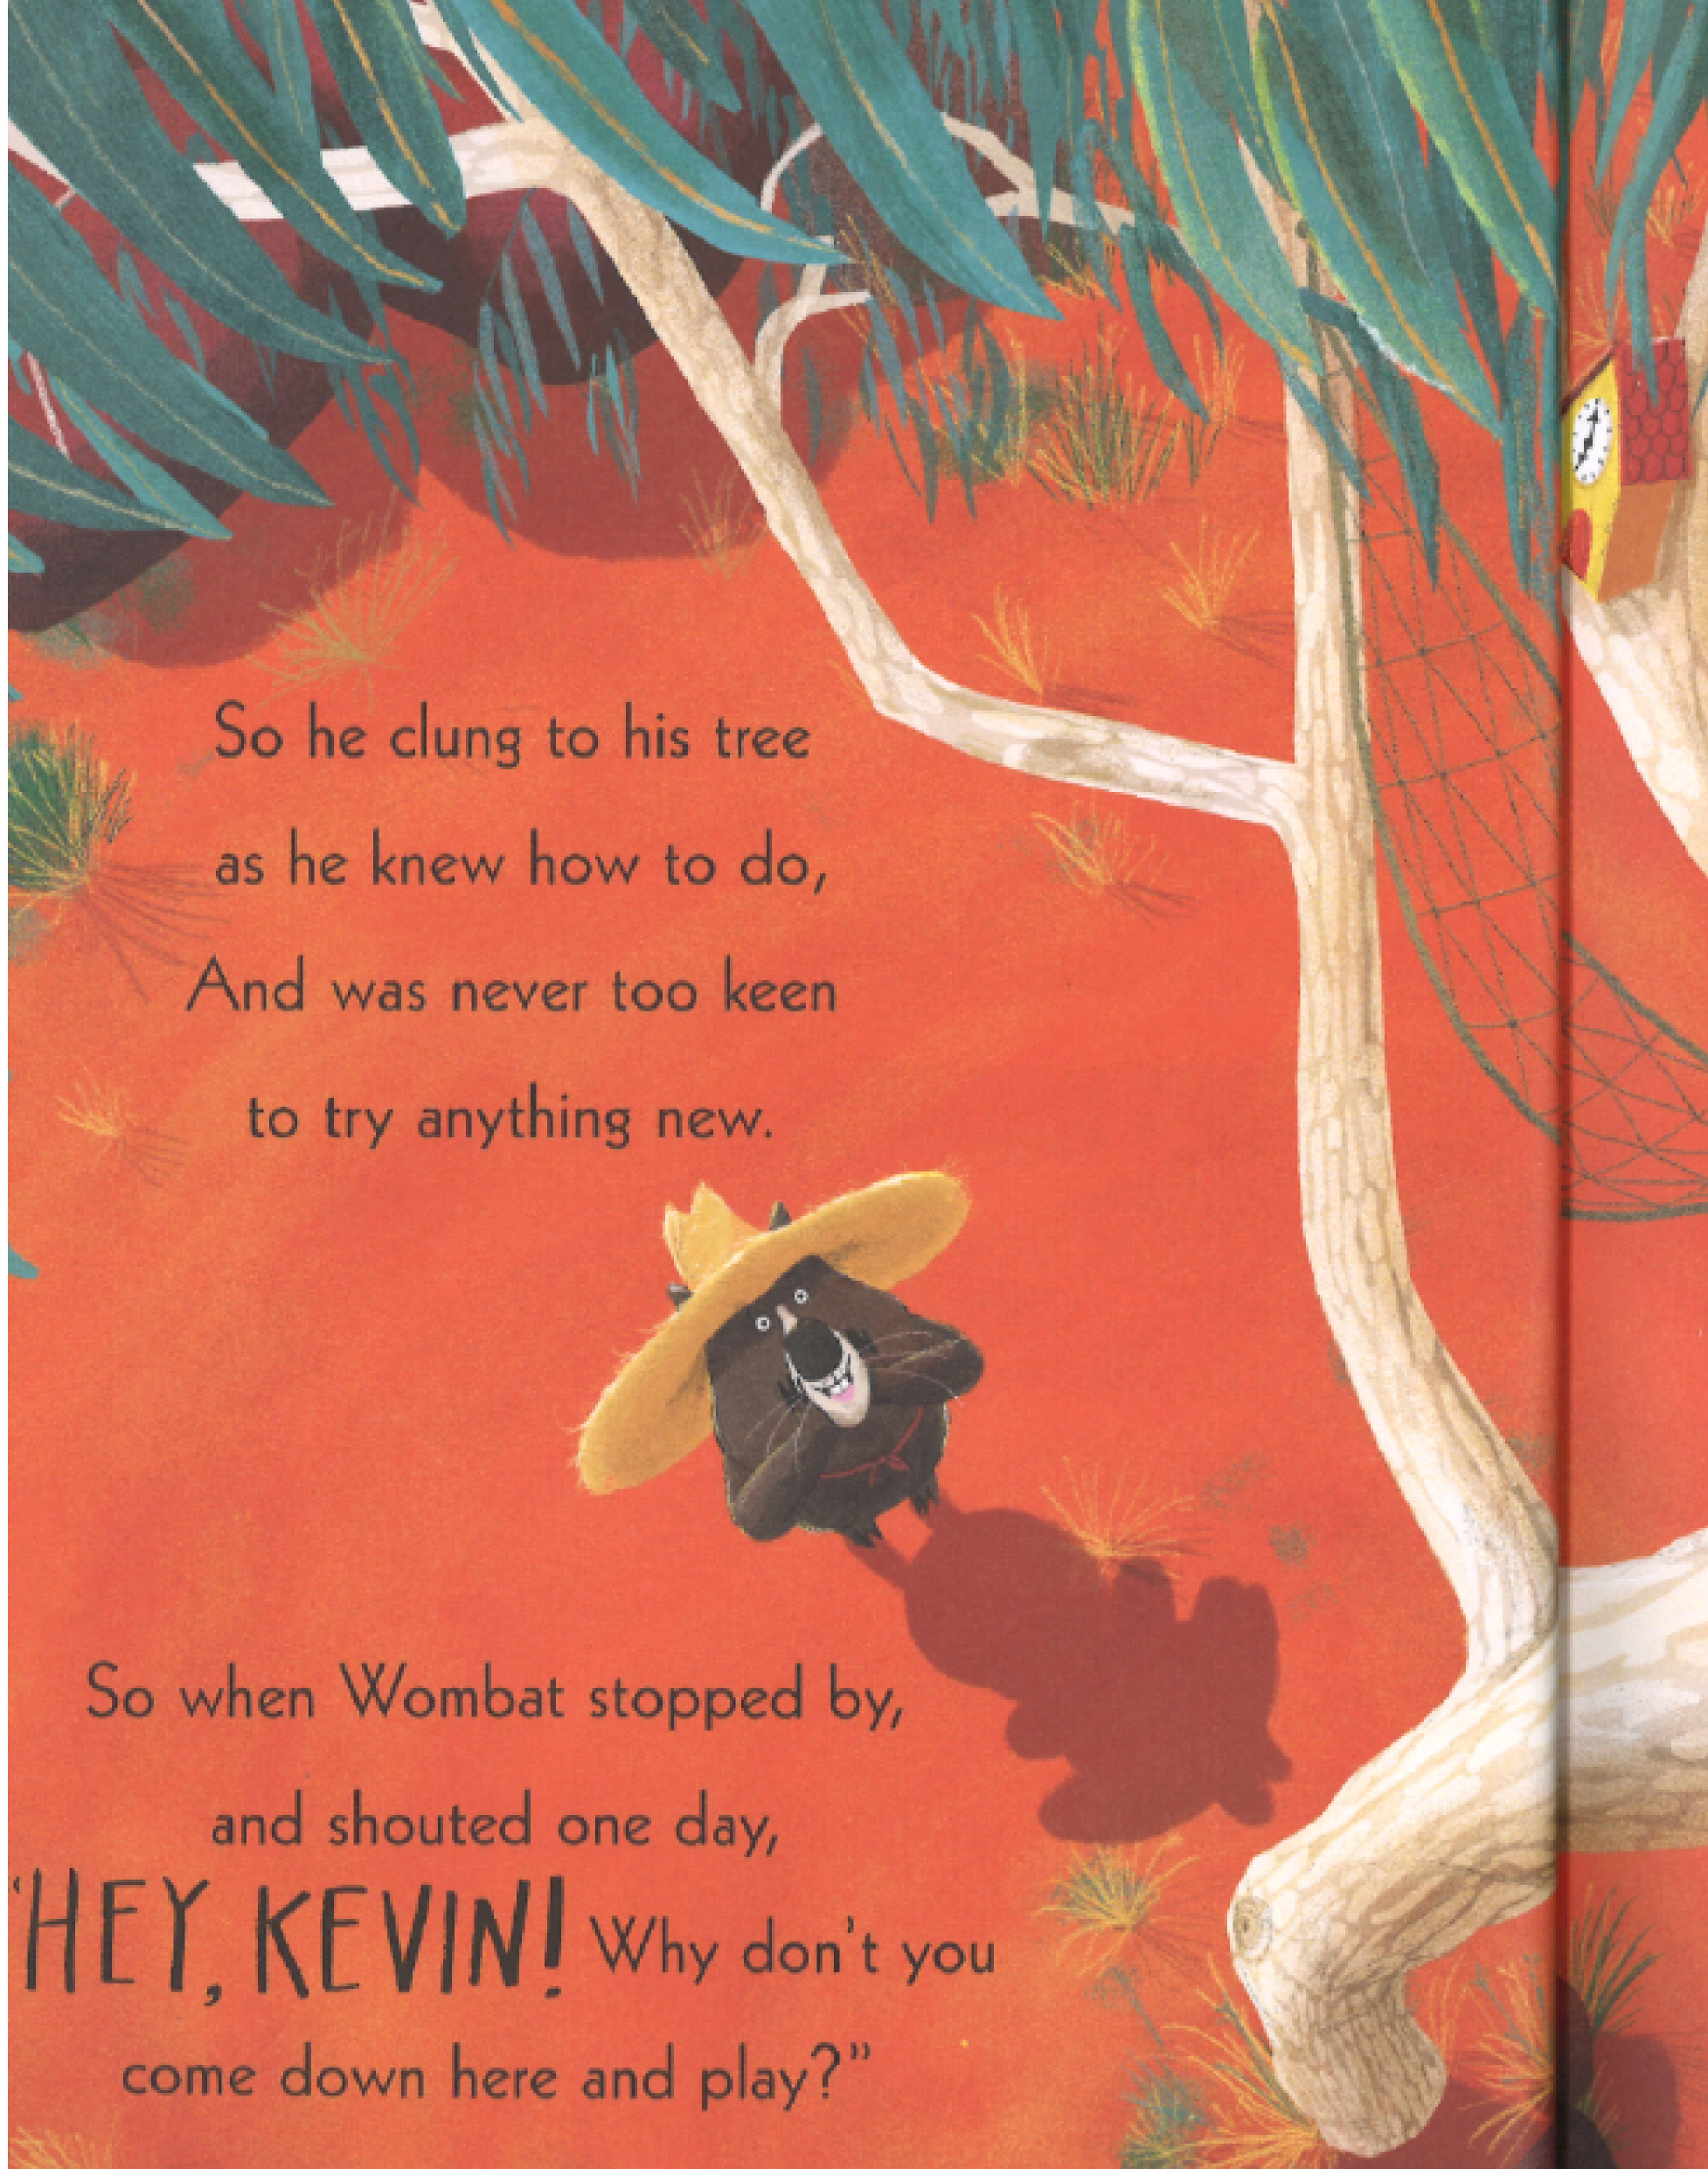 So he clung to his tree
as he knew how to do,
And was never too keen
to try anything new.
So when Wombat stopped by,
and shouted one day,
“HEY, KEVIN! Why don't you
come down here and play?”